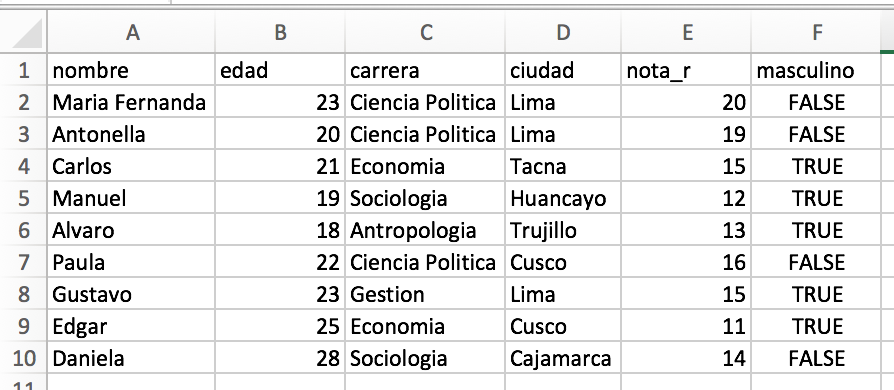 A B C D E F
1 nombre edad carrera ciudad nota_r masculino
2 Maria Fernanda 23 Ciencia Politica Lima 20 FALSE
3 Antonella 20 Ciencia Politica Lima 19 FALSE
4 Carlos 21 Economia Tacna 15 TRUE
5 Manuel 19 Sociologia Huancayo 12 TRUE
6 Alvaro 18 Antropologia Trujillo 13 TRUE
7 Paula 22 Ciencia Politica Cusco 16 FALSE
8 Gustavo 23 Gestion Lima 15 TRUE
9 Edgar 25 Economia Cusco 11 TRUE
10 Daniela 28 Sociologia Cajamarca 14 FALSE
11